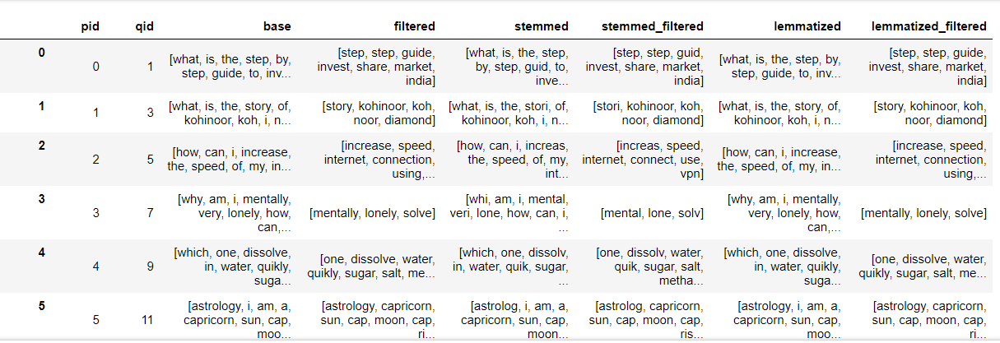 pid qid base filtered stemmed stemmed_filtered lemmatized lemmatized_filtered
0 0 1 [what, is, the, step, by, step, guide, to, inv... [step, step, guide, invest, share, market, india] [what, is, the, step, by, step, guid, to, inve... [step, step, guid, invest, share, market, india] [what, is, the, step, by, step, guide, to, inv... [step, step, guide, invest, share, market, india]
1 1 3 [what, is, the, story, of, kohinoor, koh, i, n... [story, kohinoor, koh, noor, diamond] [what, is, the, stori, of, kohinoor, koh, i, n... [stori, kohinoor, koh, noor, diamond] [what, is, the, story, of, kohinoor, koh, i, n... [story, kohinoor, koh, noor, diamond]
2 2 5 [how, can, i, increase, the, speed, of, my, in... [increase, speed, internet, connection, using,... [how, can, i, increas, the, speed, of, my, int... [increas, speed, internet, connect, use, vpn] [how, can, i, increase, the, speed, of, my, in... [increase, speed, internet, connection, using,...
3 3 7 [why, am, i, mentally, very, lonely, how, can,... [mentally, lonely, solve] [whi, am, i, mental, veri, lone, how, can, i, ... [mental, lone, solv] [why, am, i, mentally, very, lonely, how, can,... [mentally, lonely, solve]
4 4 9 [which, one, dissolve, in, water, quikly, suga... [one, dissolve, water, quikly, sugar, salt, me... [which, one, dissolv, in, water, quik, sugar, ... [one, dissolv, water, quik, sugar, salt, metha... [which, one, dissolve, in, water, quikly, suga... [one, dissolve, water, quikly, sugar, salt, me...
5 5 11 [astrology, i, am, a, capricorn, sun, cap, moo... [astrology, capricorn, sun, cap, moon, cap, ri... [astrolog, i, am, a, capricorn, sun, cap, moon... [astrolog, capricorn, sun, cap, moon, cap, ris... [astrology, i, am, a, capricorn, sun, cap, moo... [astrology, capricorn, sun, cap, moon, cap, ri...